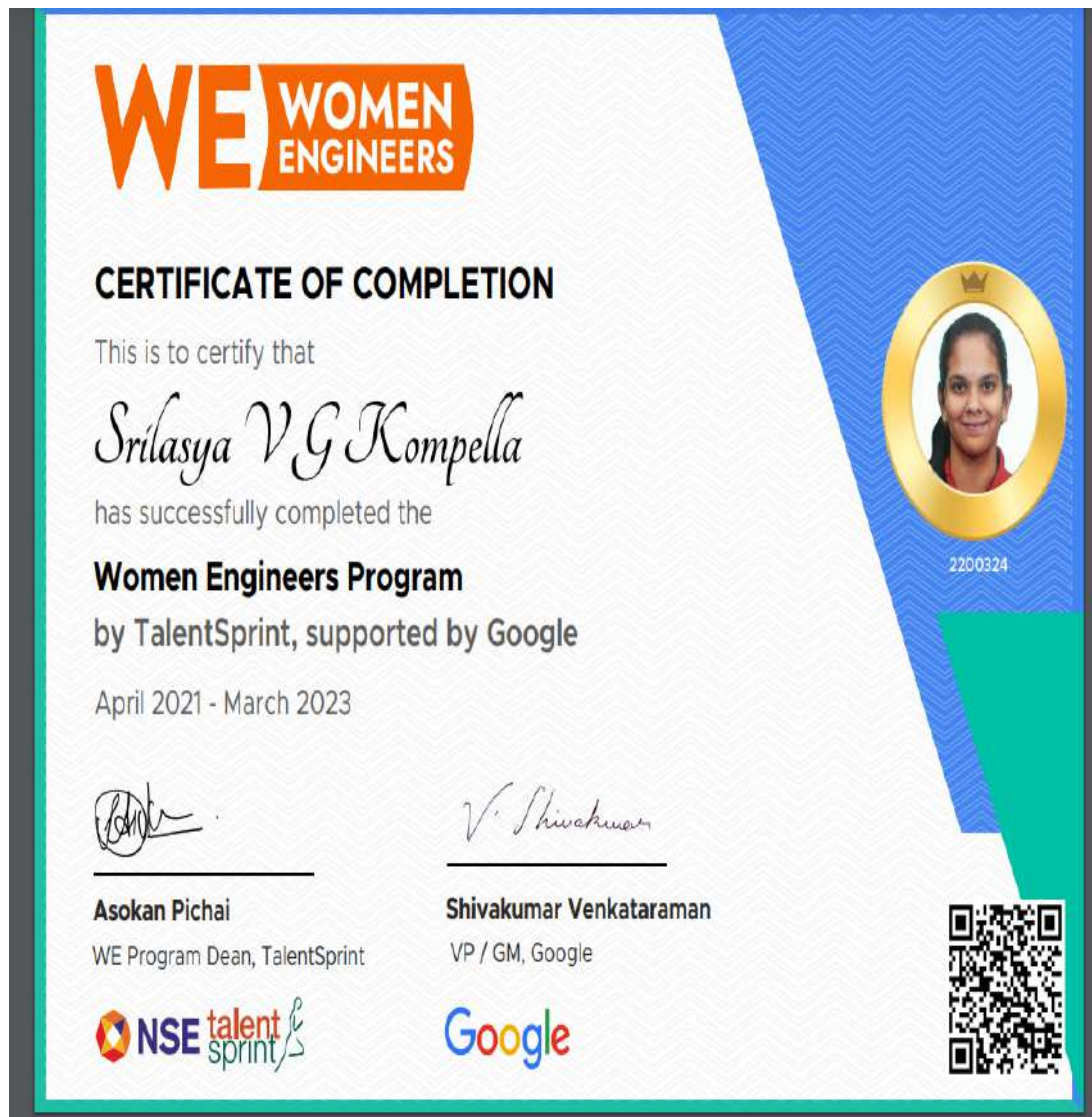 WE WOMEN
ENGINEERS
CERTIFICATE OF COMPLETION
This is to certify that
Srilasya V G Kompella
has successfully completed the
Women Engineers Program
by TalentSprint, supported by Google
April 2021 - March 2023
2200324
V. Shivakumar
Asokan Pichai
WE Program Dean, TalentSprint
Shivakumar Venkataraman
VP / GM, Google
NSE talent
sprint
Google